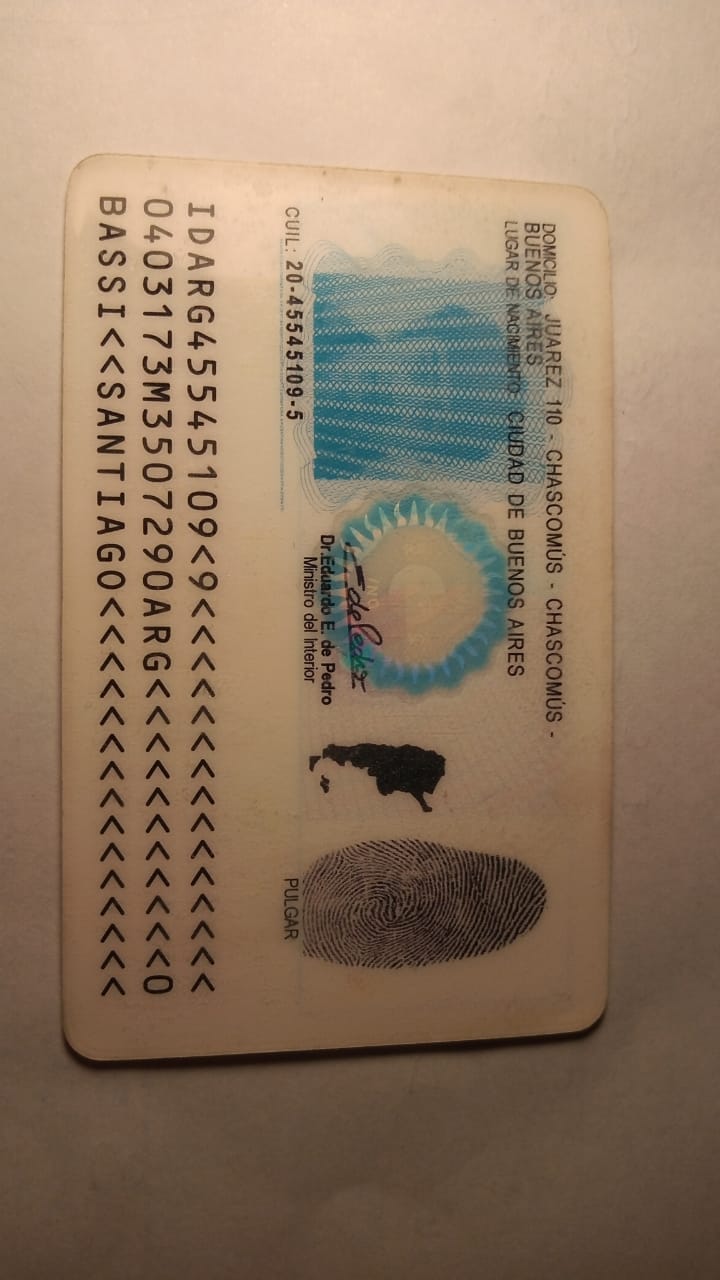 DOMICILIO: JUAREZ 110 - CHASCOMÚS - CHASCOMÚS -
BUENOS AIRES
LUGAR DE NACIMIENTO: CIUDAD DE BUENOS AIRES
Dr. Eduardo E. de Pedro
Ministro del Interior
CUIL: 20-45545109-5
PULGAR
IDARG45545109<9<<<<<<<<<<<<<<<
0403173M3507290ARG<<<<<<<<<<<0
BASSI<<SANTIAGO<<<<<<<<<<<<<<<